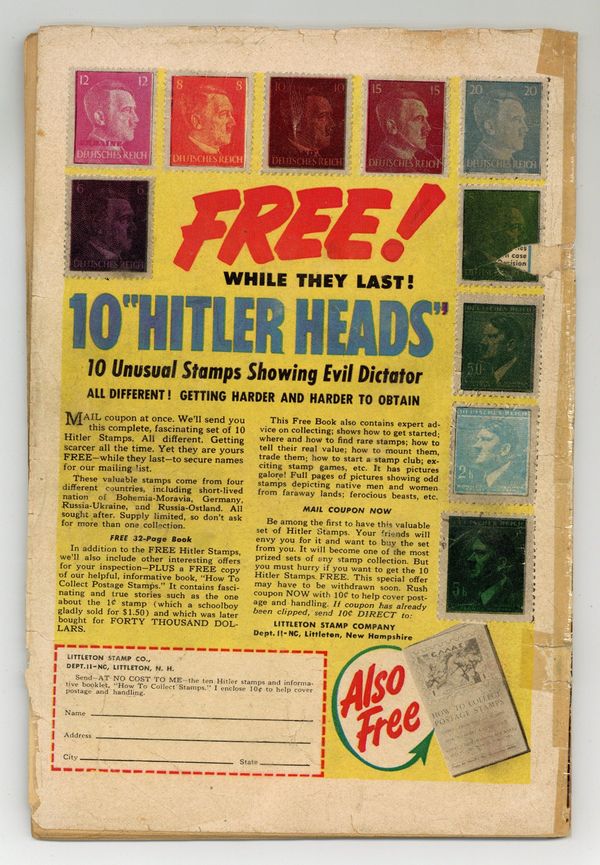 12 12
DEUTSCHES REICH
8 8
DEUTSCHES REICH
10 10
DEUTSCHES REICH
15 15
DEUTSCHES REICH
20 20
DEUTSCHES REICH
6 6
DEUTSCHES REICH
FREE!
WHILE THEY LAST!
10 "HITLER HEADS"
10 Unusual Stamps Showing Evil Dictator
ALL DIFFERENT! GETTING HARDER AND HARDER TO OBTAIN
MAIL coupon at once. We'll send you
this complete, fascinating set of 10
Hitler Stamps. All different. Getting
scarcer all the time. Yet they are yours
FREE—while they last—to secure names
for our mailing list.
These valuable stamps come from four
different countries, including short-lived
nation of Bohemia-Moravia, Germany,
Russia-Ukraine, and Russia-Ostland. All
sought after. Supply limited, so don't ask
for more than one collection.
FREE 32-Page Book
In addition to the FREE Hitler Stamps,
we'll also include other interesting offers
for your inspection—PLUS a FREE copy
of our helpful, informative book, "How To
Collect Postage Stamps." It contains fasci-
nating and true stories such as the one
about the 1¢ stamp (which a schoolboy
gladly sold for $1.50) and which was later
bought for FORTY THOUSAND DOL-
LARS.
This Free Book also contains expert ad-
vice on collecting; shows how to get started;
where and how to find rare stamps; how to
tell their real value; how to mount them,
trade them; how to start a stamp club; ex-
citing stamp games, etc. It has pictures
galore! Full pages of pictures showing odd
stamps depicting native men and women
from faraway lands; ferocious beasts, etc.
MAIL COUPON NOW
Be among the first to have this valuable
set of Hitler Stamps. Your friends will
envy you for it and want to buy the set
from you. It will become one of the most
prized sets of any stamp collection. But
you must hurry if you want to get the 10
Hitler Stamps FREE. This special offer
may have to be withdrawn soon. Rush
coupon NOW with 10¢ to help cover post-
age and handling. If coupon has already
been clipped, send 10¢ DIRECT to:
LITTLETON STAMP COMPANY
Dept. 11-NC, Littleton, New Hampshire
n case
cision
50
2h
5h
LITTLETON STAMP CO.,
DEPT. 11-NC, LITTLETON, N. H.
Send—AT NO COST TO ME—the ten Hitler stamps and informa-
tive booklet, "How To Collect Stamps." I enclose 10¢ to help cover
postage and handling.
Name
Address
City State
Also
Free
HOW TO COLLECT
POSTAGE STAMPS